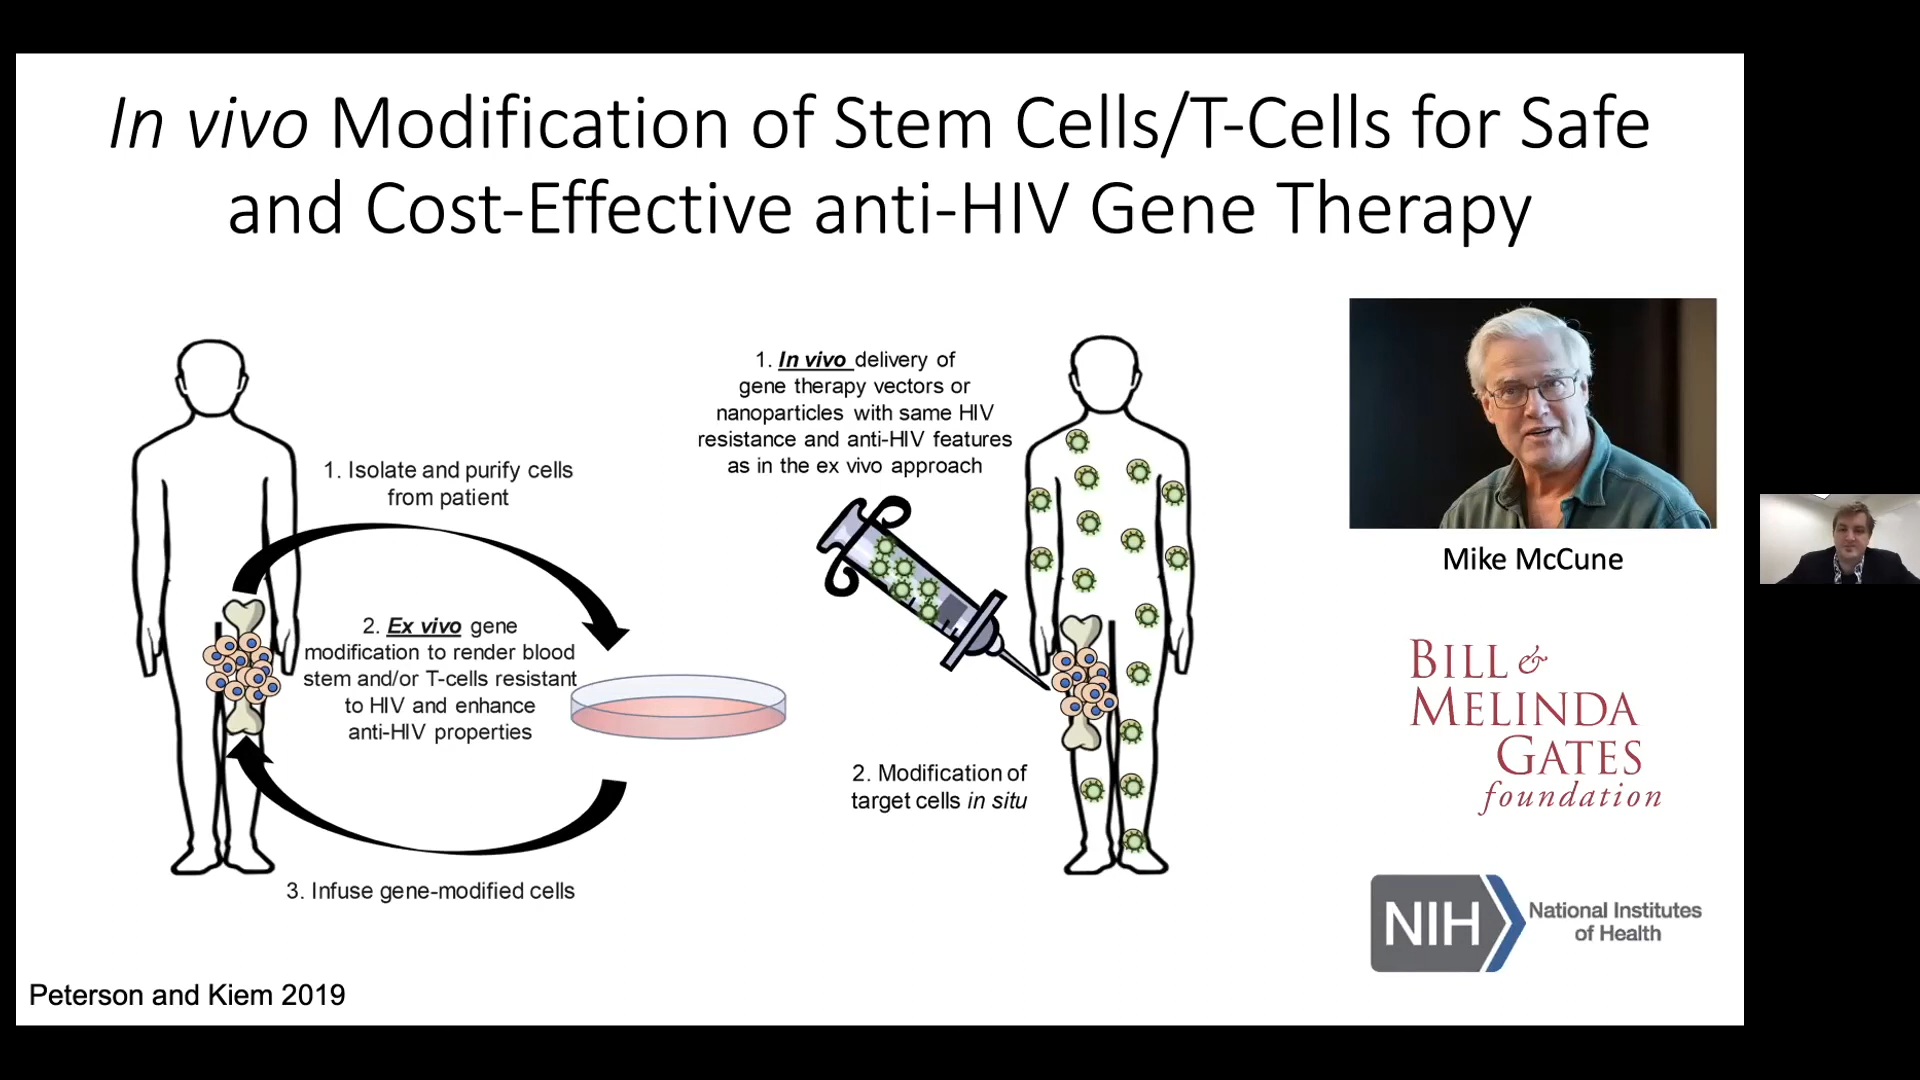 In vivo Modification of Stem Cells/T-Cells for Safe
and Cost-Effective anti-HIV Gene Therapy
1. Isolate and purify cells
from patient
2. Ex vivo gene
modification to render blood
stem and/or T-cells resistant
to HIV and enhance
anti-HIV properties
3. Infuse gene-modified cells
1. In vivo delivery of
gene therapy vectors or
nanoparticles with same HIV
resistance and anti-HIV features
as in the ex vivo approach
2. Modification of
target cells in situ
Mike McCune
BILL &
MELINDA
GATES
foundation
NIH
National Institutes
of Health
Peterson and Kiem 2019